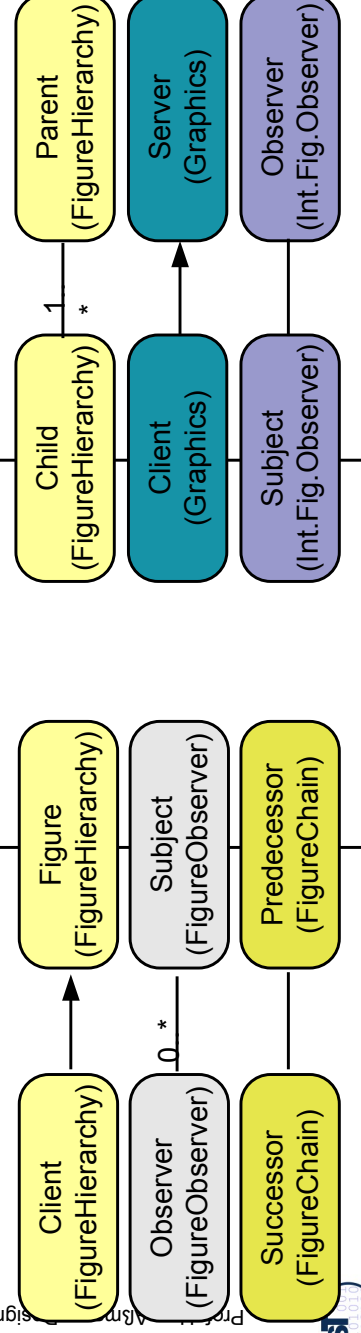 Client
(FigureHierarchy)
Figure
(FigureHierarchy)
Child
(FigureHierarchy)
1..
*
Parent
(FigureHierarchy)
Observer
(FigureObserver)
0..*
Subject
(FigureObserver)
Client
(Graphics)
Server
(Graphics)
Successor
(FigureChain)
Predecessor
(FigureChain)
Subject
(Int.Fig.Observer)
Observer
(Int.Fig.Observer)